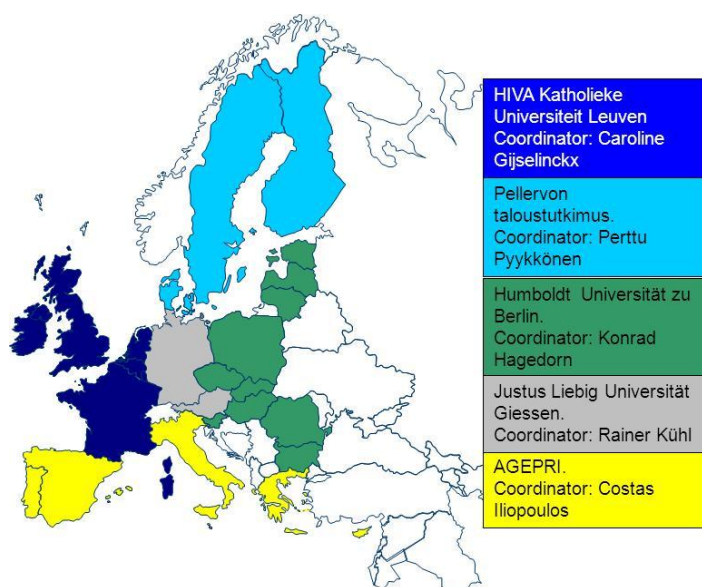 HIVA Katholieke
Universiteit Leuven
Coordinator: Caroline
Gijselinckx
Pellervon
taloustutkimus.
Coordinator: Perttu
Pyykkönen
Humboldt Universität zu
Berlin.
Coordinator: Konrad
Hagedorn
Justus Liebig Universität
Giessen.
Coordinator: Rainer Kühl
AGEPRI.
Coordinator: Costas
Iliopoulos